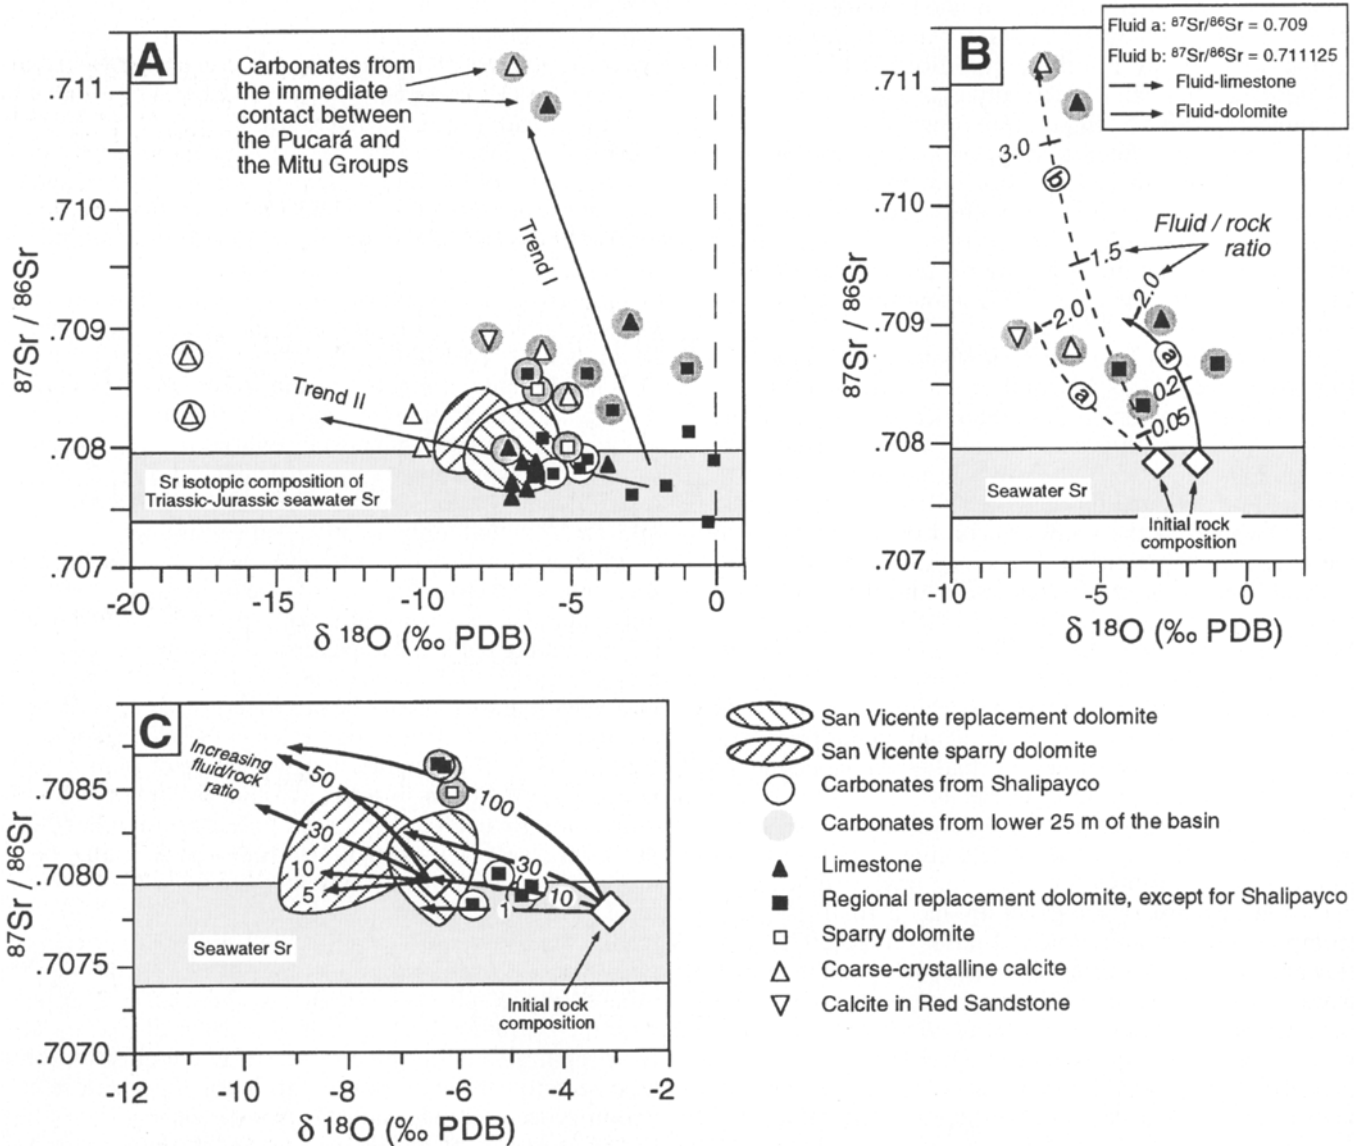 A
Carbonates from
the immediate
contact between
the Pucará and
the Mitu Groups
Trend I
Trend II
Sr isotopic composition of
Triassic-Jurassic seawater Sr
87Sr / 86Sr
.711
.710
.709
.708
.707
-20
-15
-10
-5
0
δ 18O (‰ PDB)
B
Fluid a: 87Sr/86Sr = 0.709
Fluid b: 87Sr/86Sr = 0.711125
Fluid-limestone
Fluid-dolomite
3.0
b
Fluid / rock
ratio
1.5
2.0
2.0
a
a
0.2
0.05
Seawater Sr
Initial rock
composition
87Sr / 86Sr
.711
.710
.709
.708
.707
-10
-5
0
δ 18O (‰ PDB)
C
Increasing
fluid/rock
ratio
50
100
30
30
10
10
5
1
Seawater Sr
Initial rock
composition
87Sr / 86Sr
.7085
.7080
.7075
.7070
-12
-10
-8
-6
-4
-2
δ 18O (‰ PDB)
San Vicente replacement dolomite
San Vicente sparry dolomite
Carbonates from Shalipayco
Carbonates from lower 25 m of the basin
Limestone
Regional replacement dolomite, except for Shalipayco
Sparry dolomite
Coarse-crystalline calcite
Calcite in Red Sandstone